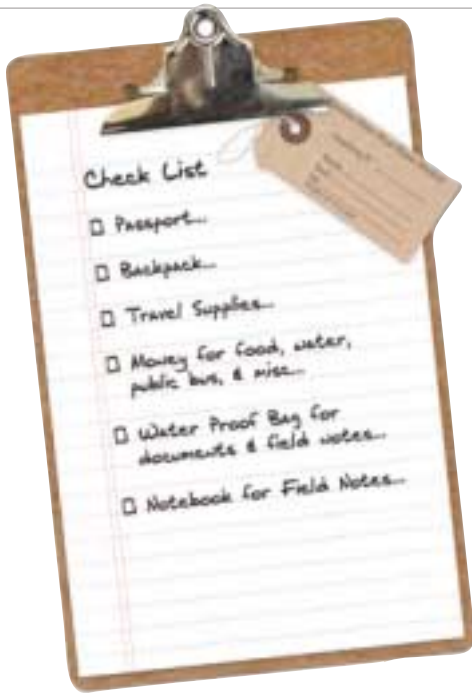 Check List
Passport...
Backpack...
Travel Supplies...
Money for food, water,
public bus, & misc...
Water Proof Bag for
documents & field notes...
Notebook for Field Notes...